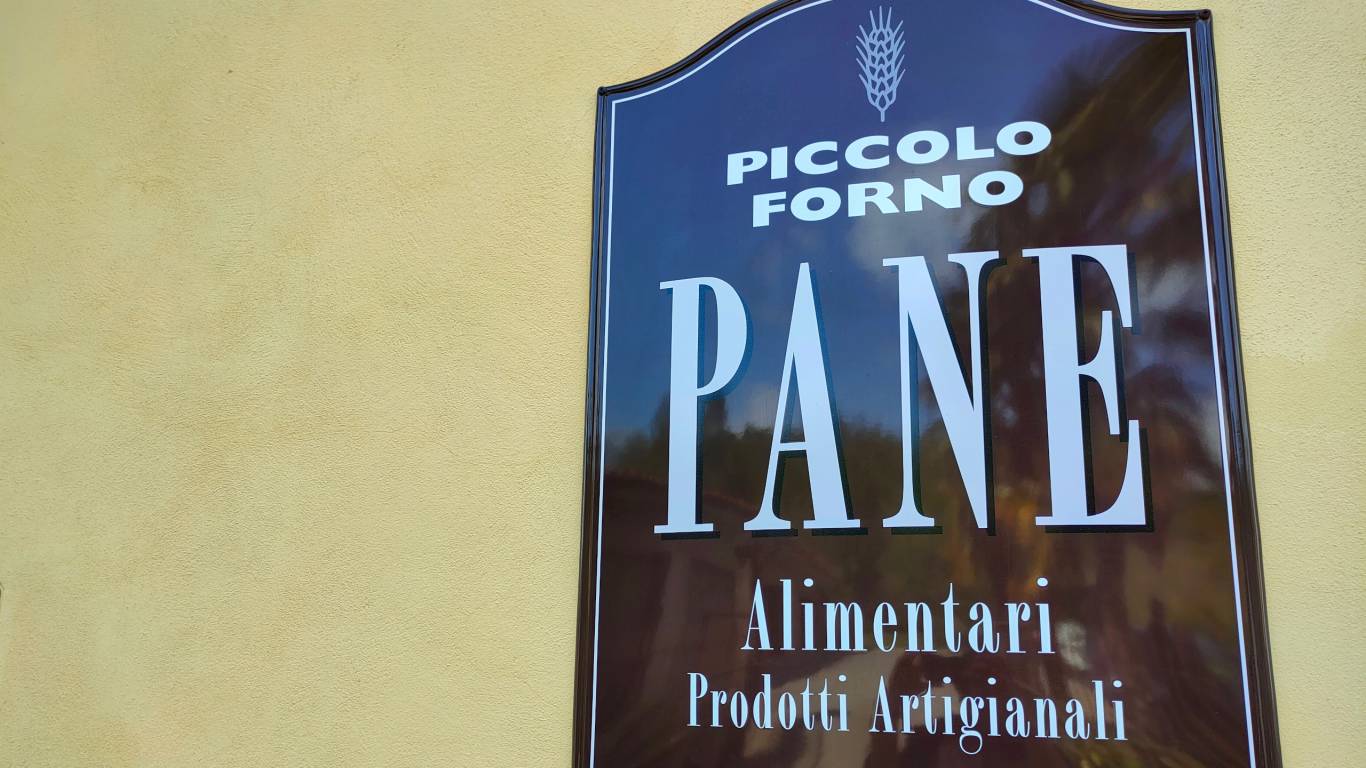 PICCOLO
FORNO
PANE
Alimentari
Prodotti Artigianali